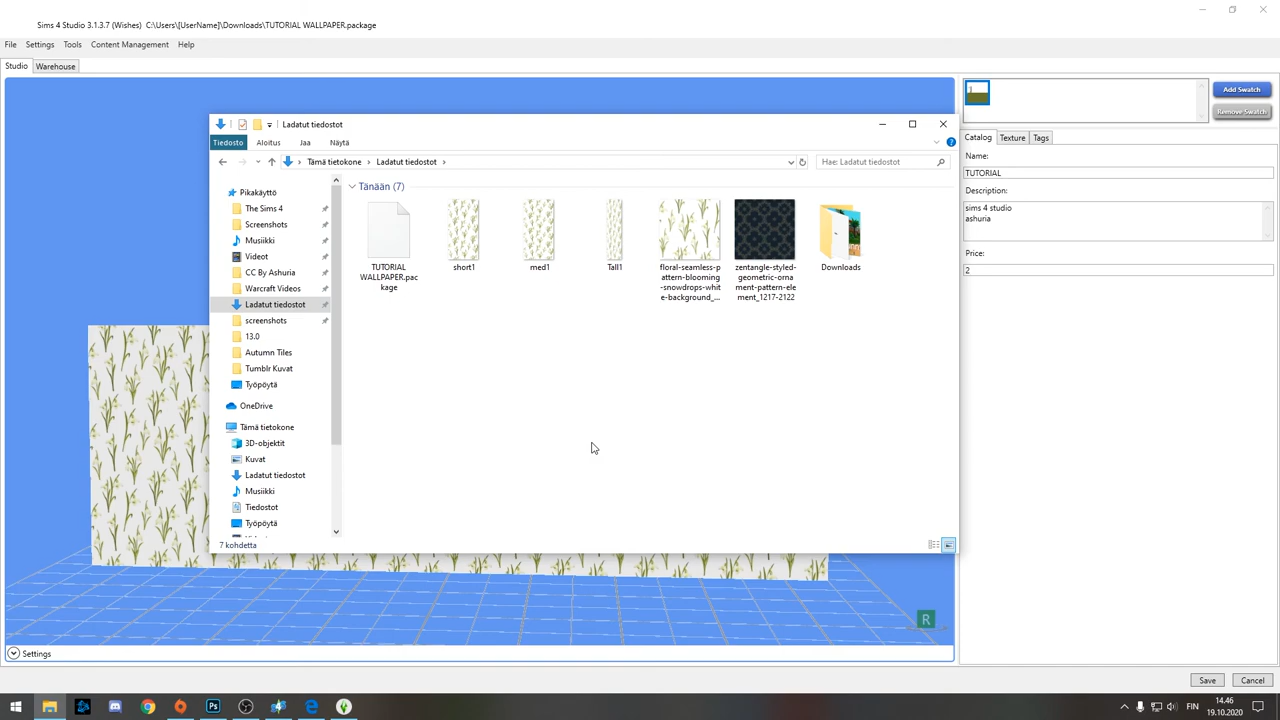 Sims 4 Studio 3.1.3.7 (Wishes)   C:\Users\[UserName]\Downloads\TUTORIAL WALLPAPER.package
File Settings Tools Content Management Help
Studio Warehouse
Add Swatch
Remove Swatch
Catalog Texture Tags
Name:
TUTORIAL
Description:
sims 4 studio
ashuria
Price:
2
Ladatut tiedostot
Tiedosto Aloitus Jaa Näytä
Tämä tietokone > Ladatut tiedostot >
Hae: Ladatut tiedostot
Pikakäyttö
The Sims 4
Screenshots
Musiikki
Videot
CC By Ashuria
Warcraft Videos
Ladatut tiedostot
screenshots
13.0
Autumn Tiles
Tumblr Kuvat
Työpöytä
OneDrive
Tämä tietokone
3D-objektit
Kuvat
Ladatut tiedostot
Musiikki
Tiedostot
Työpöytä
Tänään (7)
TUTORIAL
WALLPAPER.pac
kage
short1
med1
Tall1
floral-seamless-p
attern-blooming
-snowdrops-whit
e-background_...
zentangle-styled-
geometric-orna
ment-pattern-ele
ment_1217-2122
Downloads
7 kohdetta
R
Settings
Save Cancel
Ps
FIN
14.46
19.10.2020